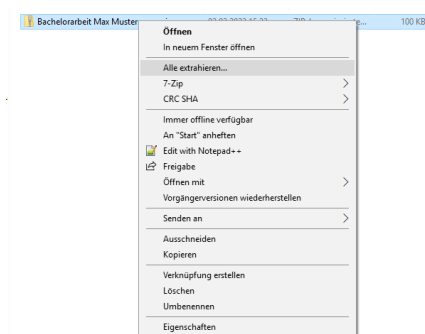 Bachelorarbeit Max Muster
ZIP-komprimierte... 100 KB
Öffnen
In neuem Fenster öffnen
Alle extrahieren...
7-Zip
CRC SHA
Immer offline verfügbar
An "Start" anheften
Edit with Notepad++
Freigabe
Öffnen mit
Vorgängerversionen wiederherstellen
Senden an
Ausschneiden
Kopieren
Verknüpfung erstellen
Löschen
Umbenennen
Eigenschaften